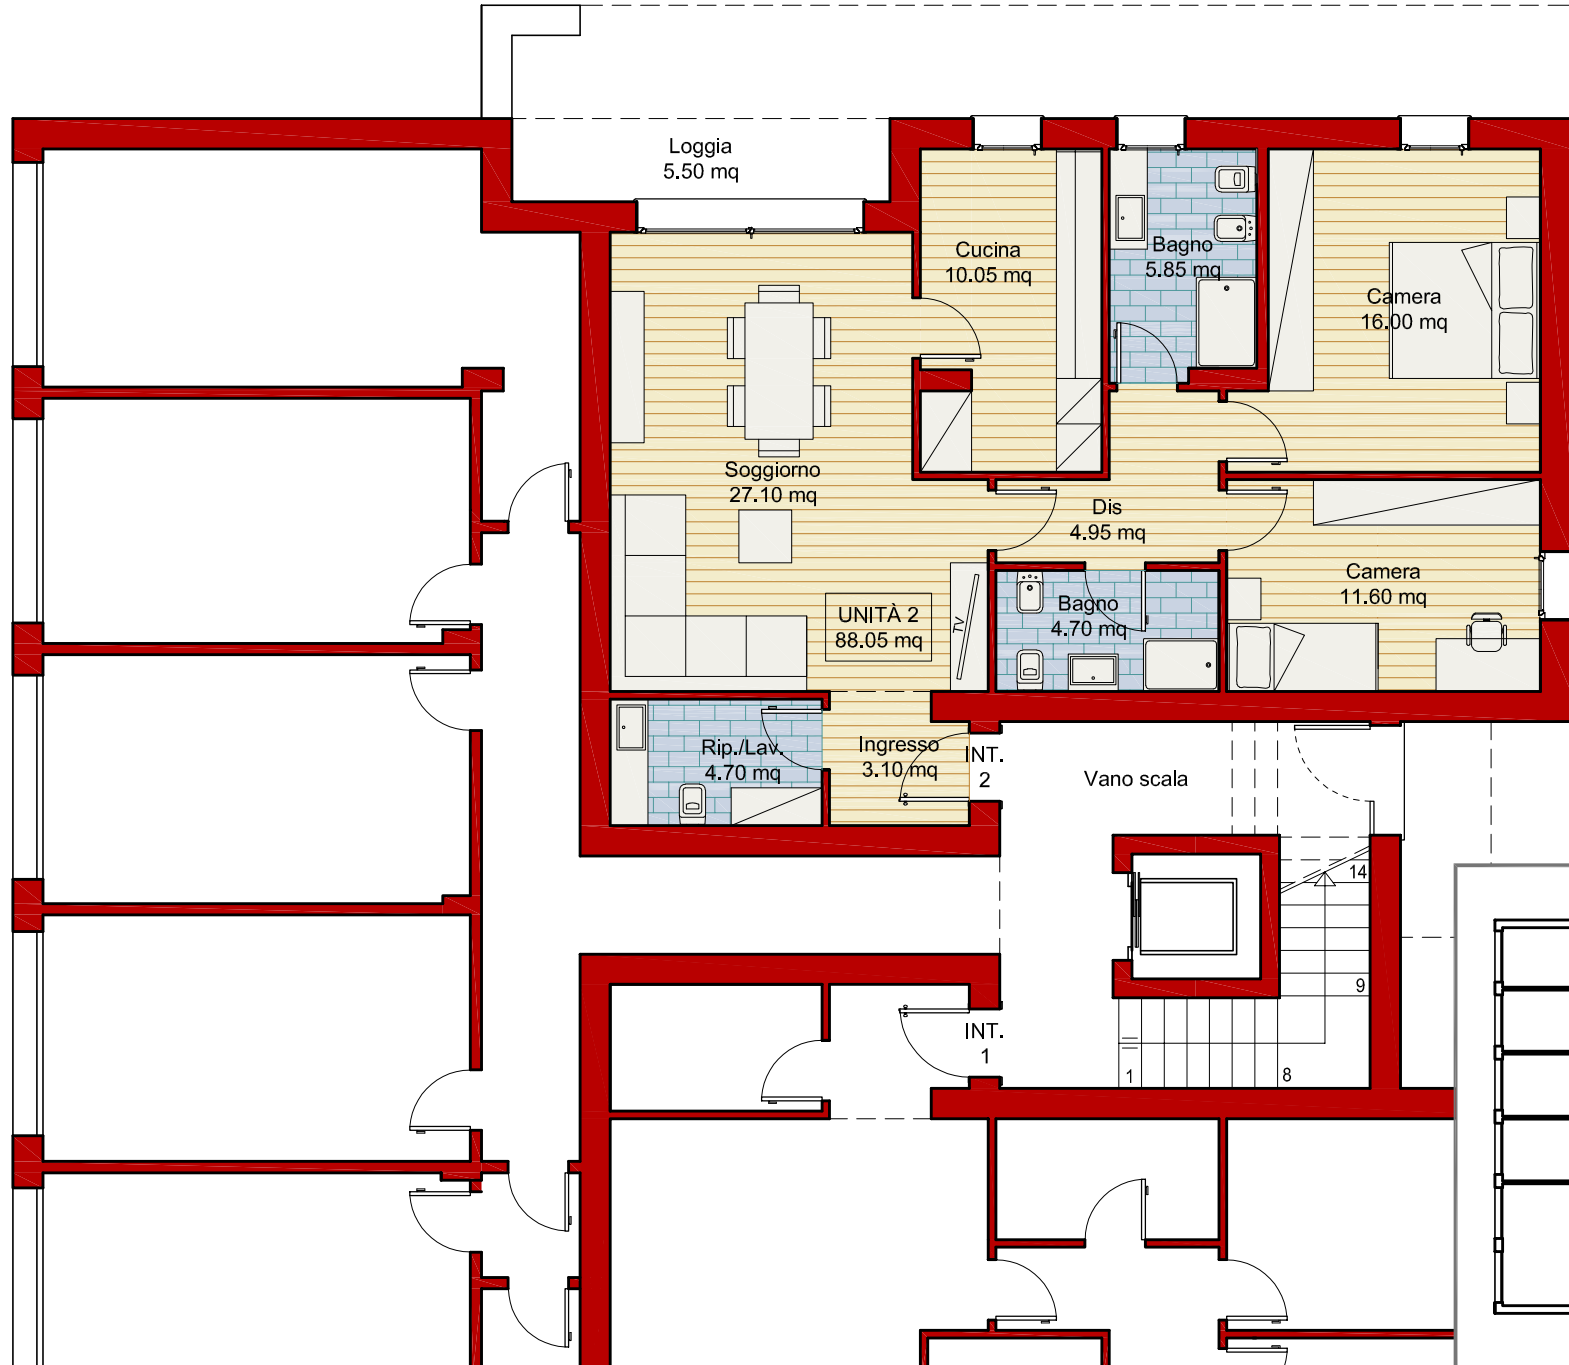 Loggia
5.50 mq
Cucina
10.05 mq
Bagno
5.85 mq
Camera
16.00 mq
Soggiorno
27.10 mq
Dis
4.95 mq
Camera
11.60 mq
Bagno
4.70 mq
UNITÀ 2
88.05 mq
TV
Rip./Lav.
4.70 mq
Ingresso
3.10 mq
INT.
2
Vano scala
14
9
INT.
1
1
8